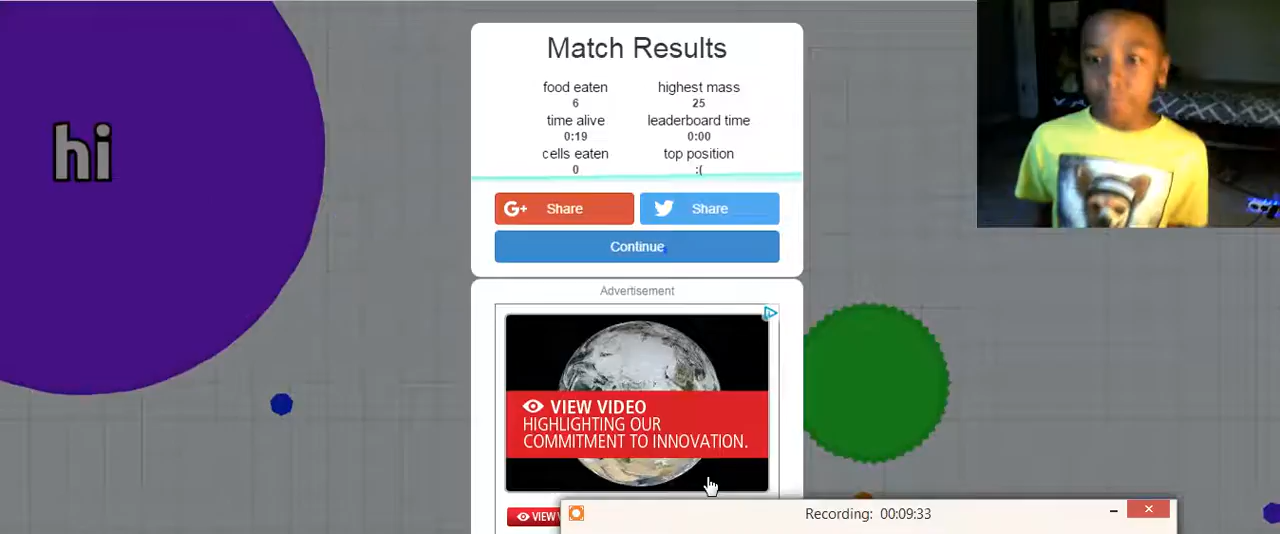 hi
Match Results
food eaten
6
highest mass
25
time alive
0:19
leaderboard time
0:00
cells eaten
0
top position
:(
G+ Share
Share
Continue
Advertisement
VIEW VIDEO
HIGHLIGHTING OUR
COMMITMENT TO INNOVATION.
VIEW
Recording: 00:09:33